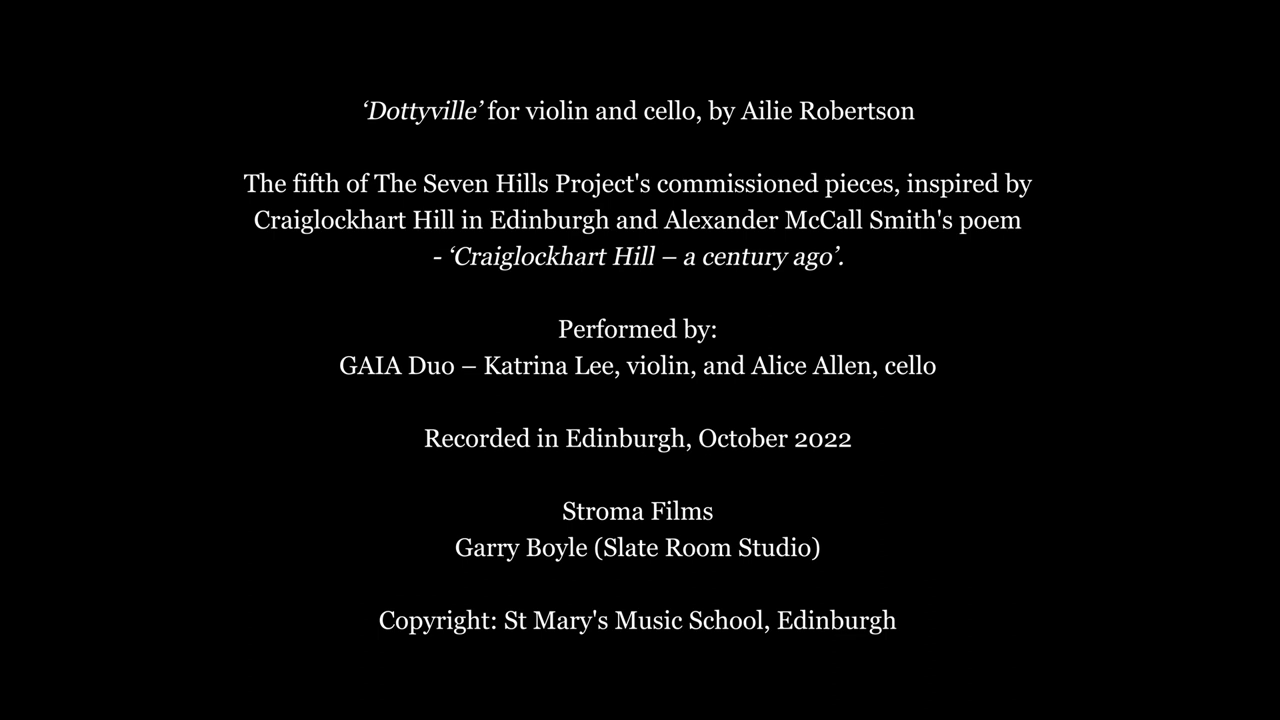 ‘Dottyville’ for violin and cello, by Ailie Robertson
The fifth of The Seven Hills Project's commissioned pieces, inspired by
Craiglockhart Hill in Edinburgh and Alexander McCall Smith's poem
- ‘Craiglockhart Hill – a century ago’.
Performed by:
GAIA Duo – Katrina Lee, violin, and Alice Allen, cello
Recorded in Edinburgh, October 2022
Stroma Films
Garry Boyle (Slate Room Studio)
Copyright: St Mary's Music School, Edinburgh